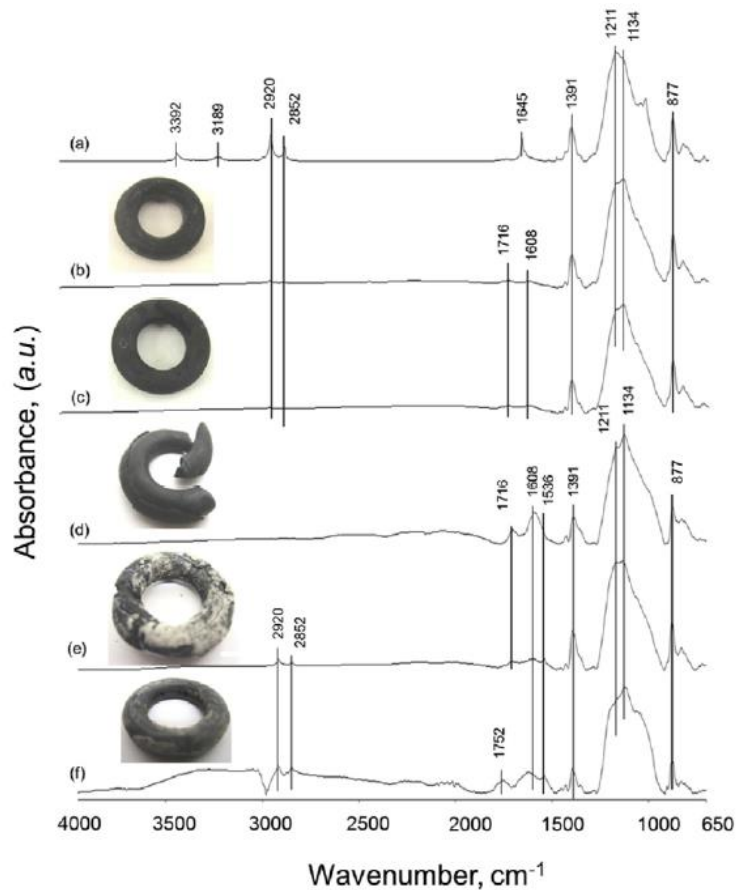 1211
1134
3392
3189
2920
2852
1645
1391
877
(a)
1716
1608
(b)
(c)
1211
1134
1716
1608
1536
1391
877
(d)
2920
2852
(e)
1752
(f)
Absorbance, (a.u.)
4000 3500 3000 2500 2000 1500 1000 650
Wavenumber, cm⁻¹